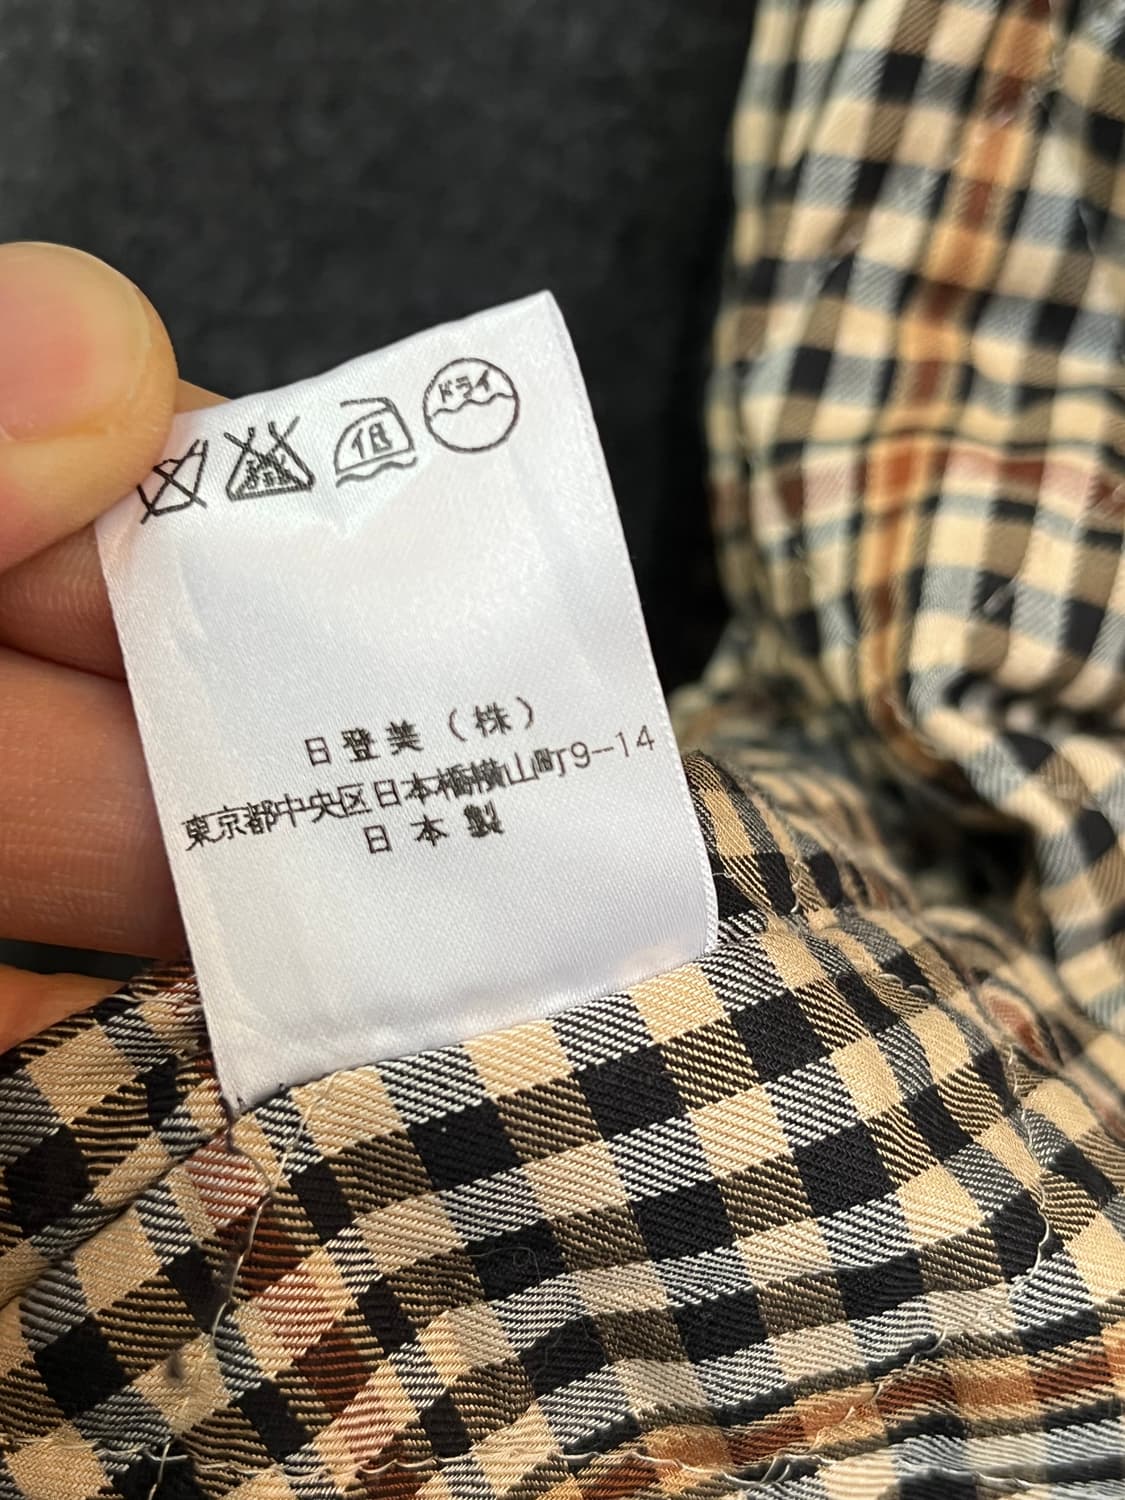 低 ドライ
日登美（株）
東京都中央区日本橋横山町9-14
日本製